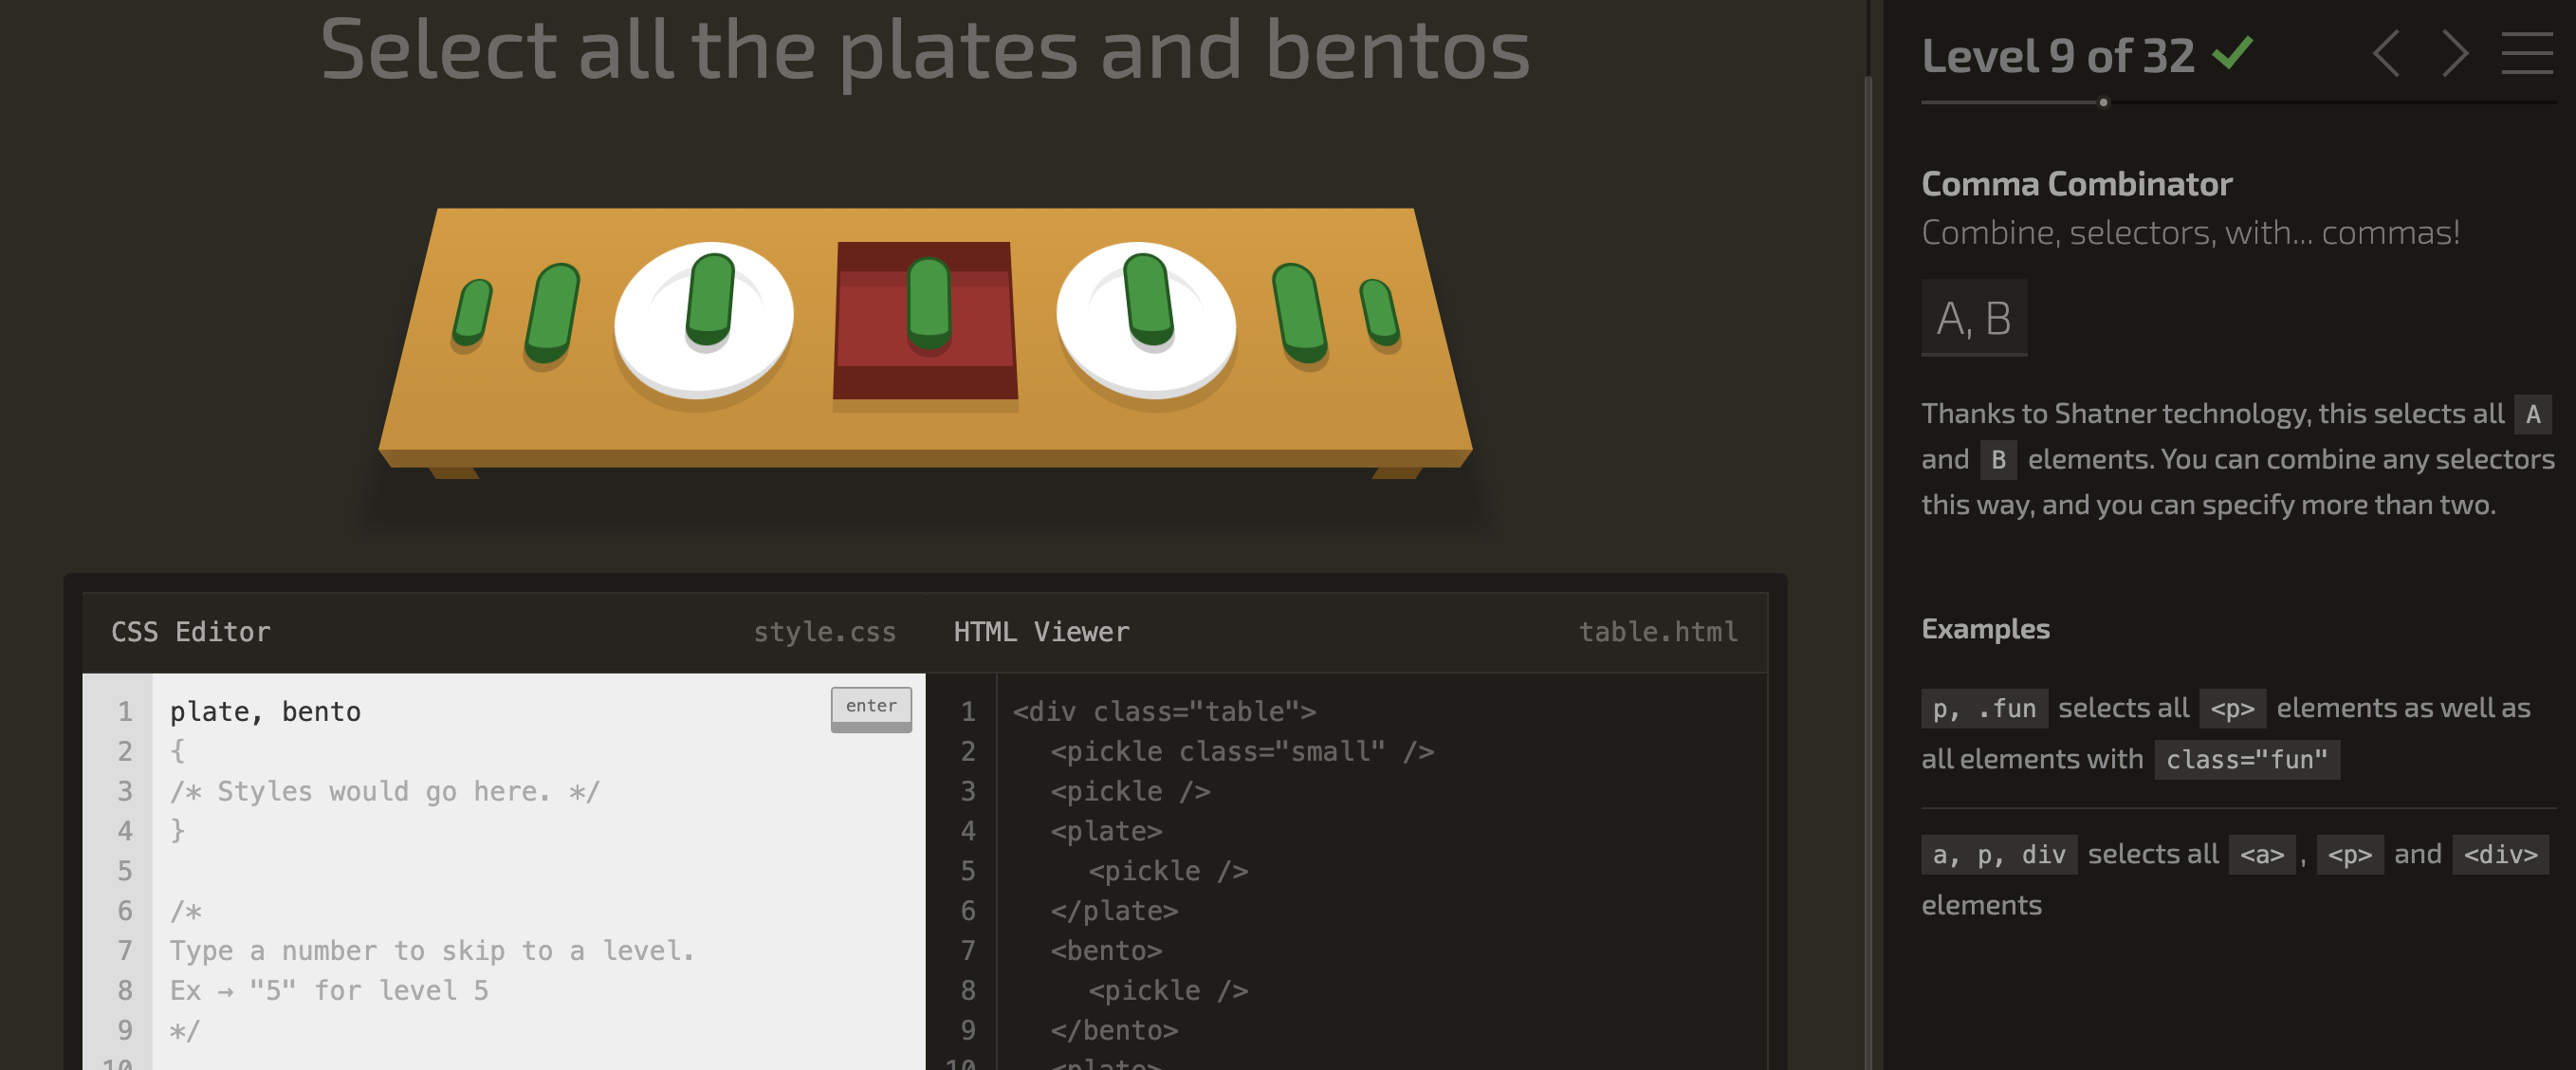 Select all the plates and bentos
CSS Editor style.css
1 plate, bento enter
2 {
3 /* Styles would go here. */
4 }
5
6 /*
7 Type a number to skip to a level.
8 Ex → "5" for level 5
9 */
10
HTML Viewer table.html
1 <div class="table">
2 <pickle class="small" />
3 <pickle />
4 <plate>
5 <pickle />
6 </plate>
7 <bento>
8 <pickle />
9 </bento>
10 <plate>
Level 9 of 32
Comma Combinator
Combine, selectors, with... commas!
A, B
Thanks to Shatner technology, this selects all A
and B elements. You can combine any selectors
this way, and you can specify more than two.
Examples
p, .fun selects all <p> elements as well as
all elements with class="fun"
a, p, div selects all <a> , <p> and <div>
elements